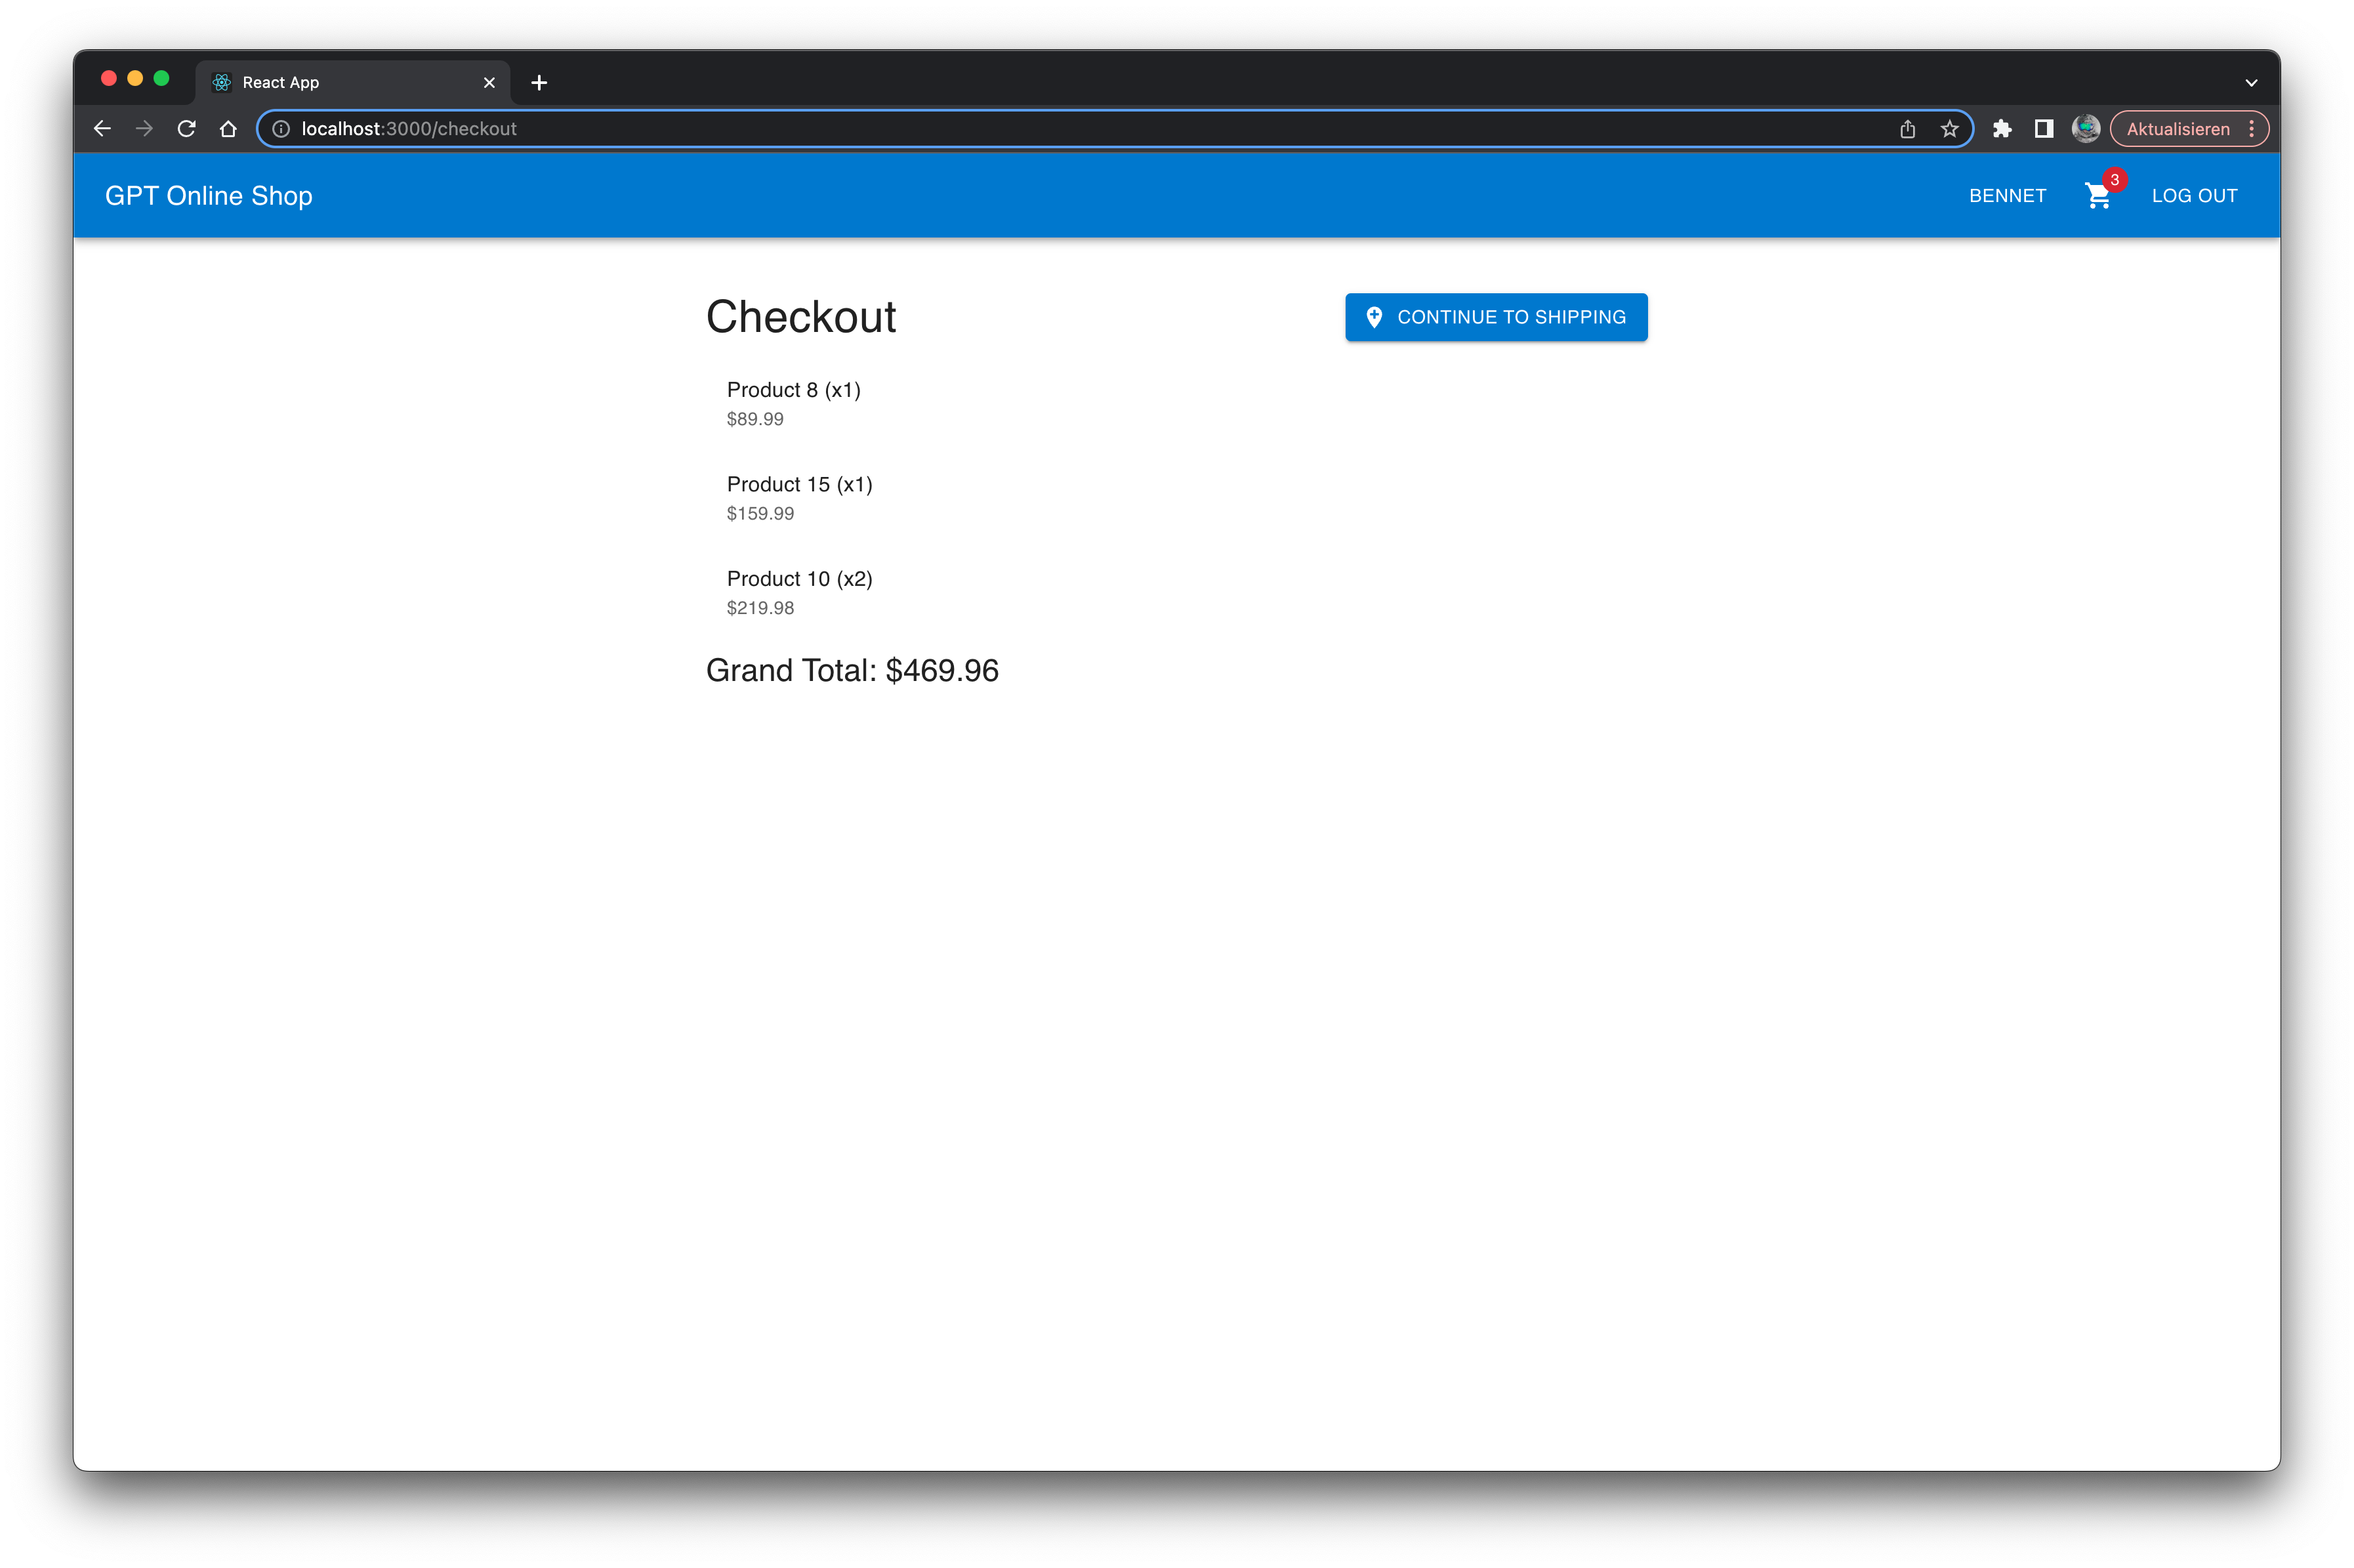 React App
localhost:3000/checkout
Aktualisieren
GPT Online Shop
BENNET
3
LOG OUT
Checkout
CONTINUE TO SHIPPING
Product 8 (x1)
$89.99
Product 15 (x1)
$159.99
Product 10 (x2)
$219.98
Grand Total: $469.96